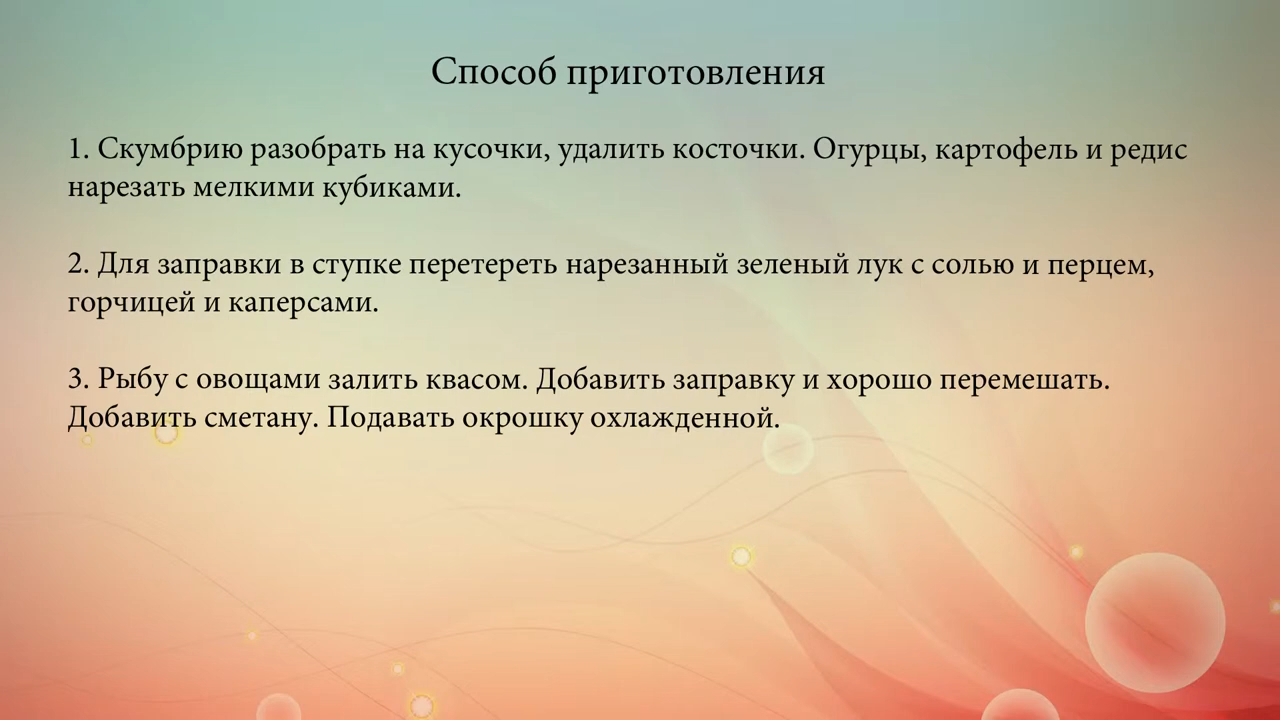 Способ приготовления
1. Скумбрию разобрать на кусочки, удалить косточки. Огурцы, картофель и редис
нарезать мелкими кубиками.
2. Для заправки в ступке перетереть нарезанный зеленый лук с солью и перцем,
горчицей и каперсами.
3. Рыбу с овощами залить квасом. Добавить заправку и хорошо перемешать.
Добавить сметану. Подавать окрошку охлажденной.